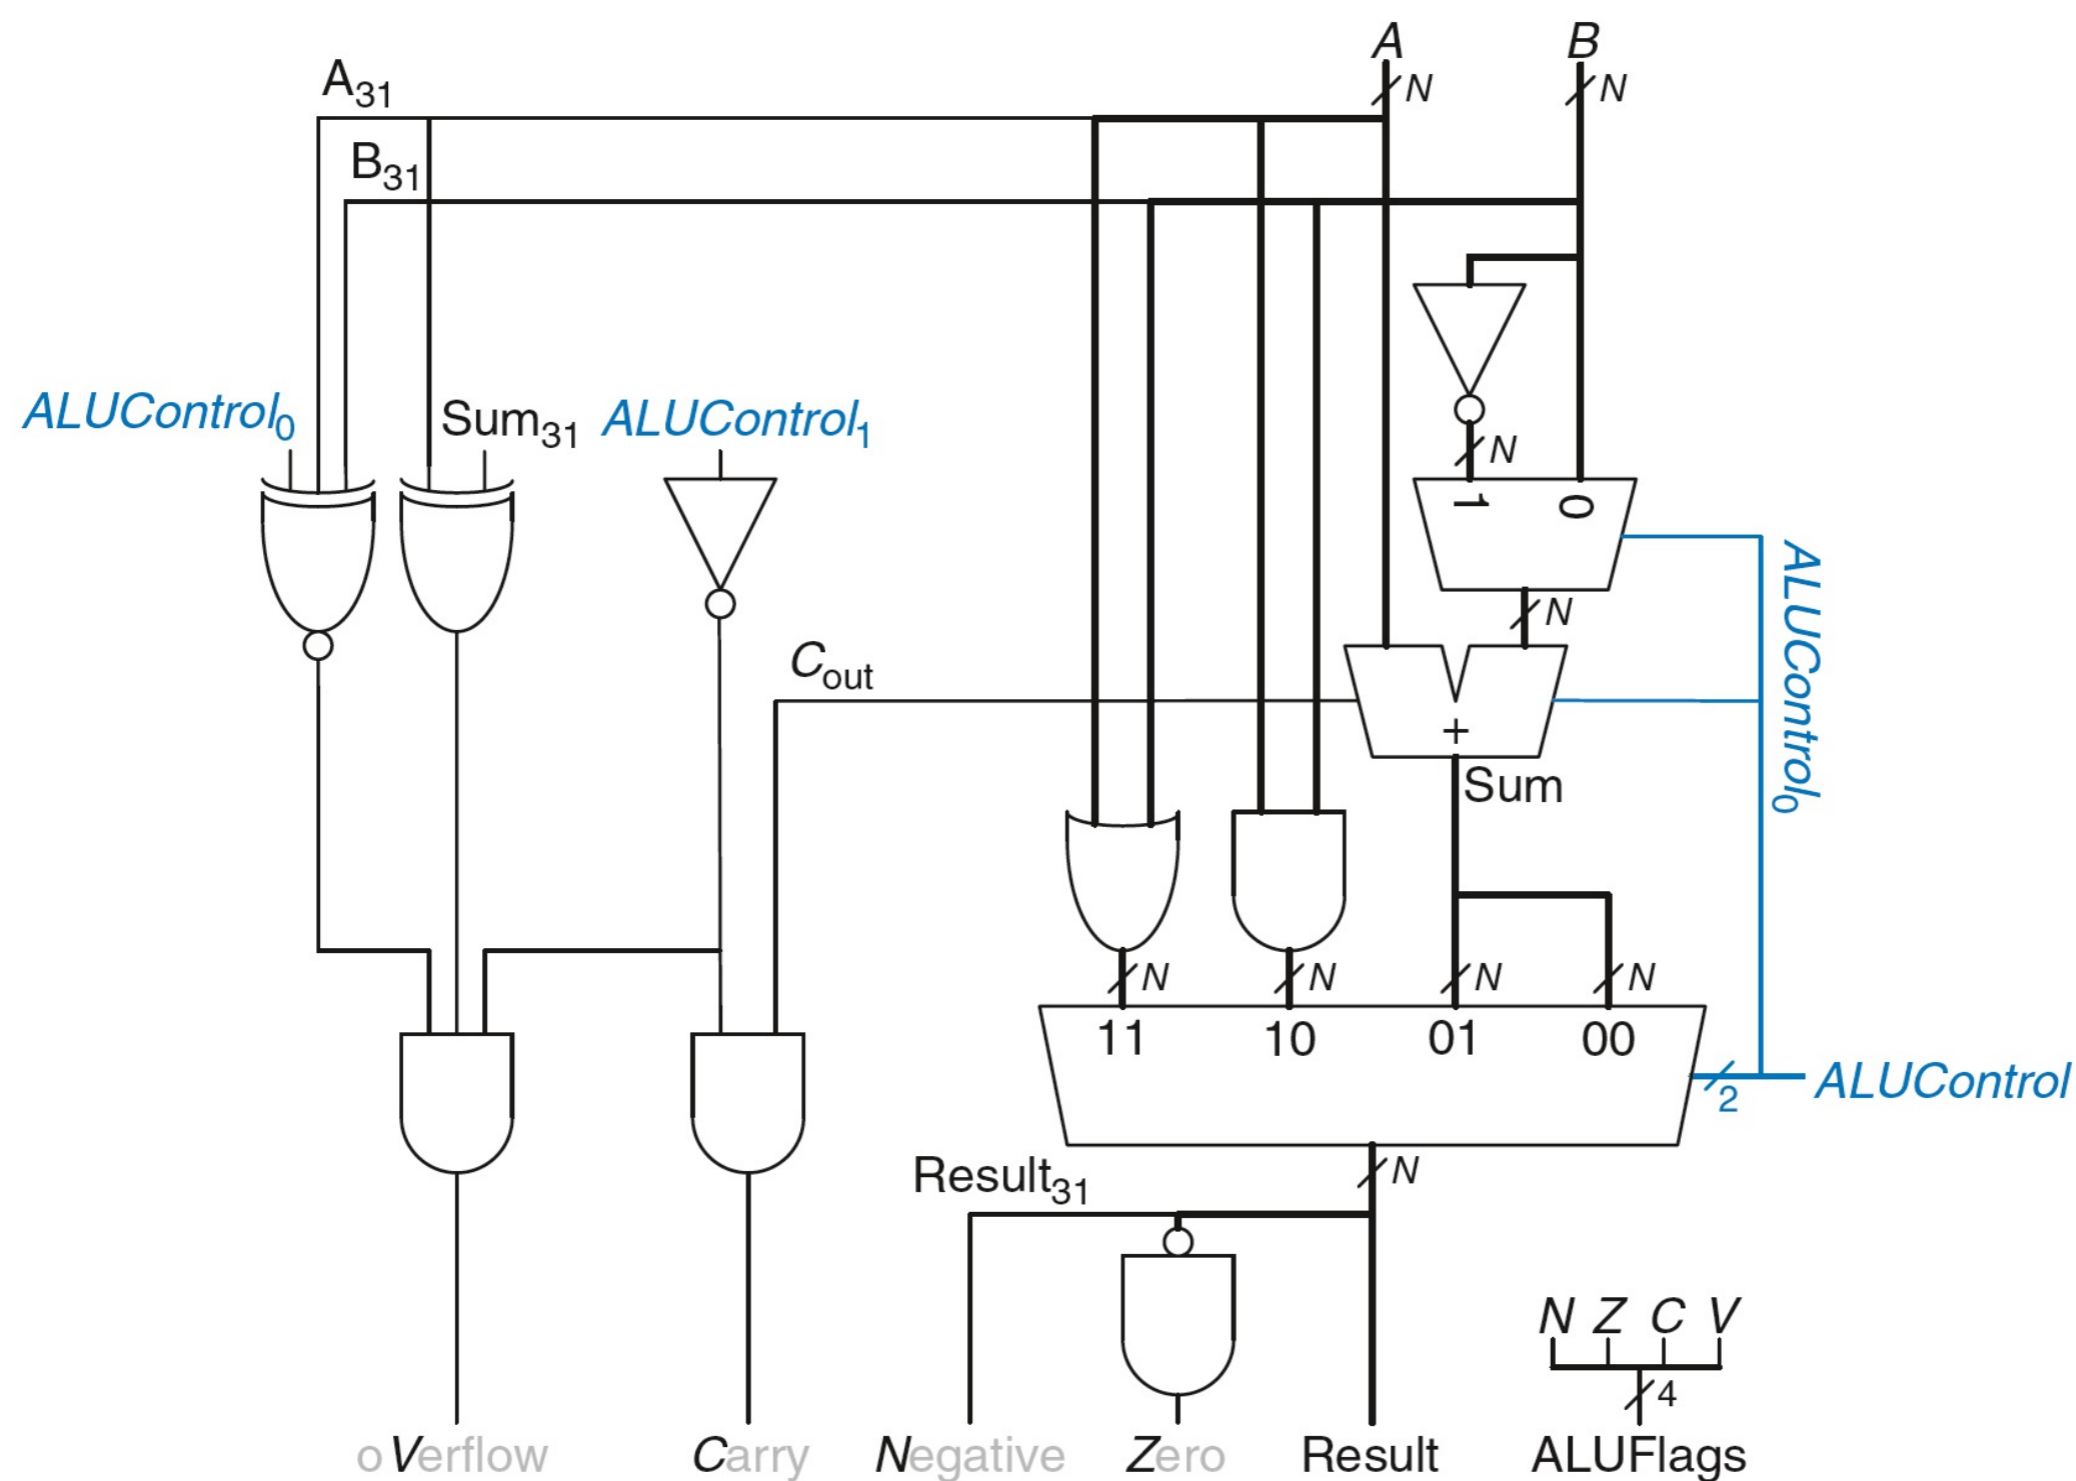 A B
N N
A31
B31
ALUControl0 Sum31 ALUControl1
N
1 0
ALUControl0
N
Cout
+
Sum
N N N N
11 10 01 00
2 ALUControl
Result31 N
N Z C V
4
oVerflow Carry Negative Zero Result ALUFlags